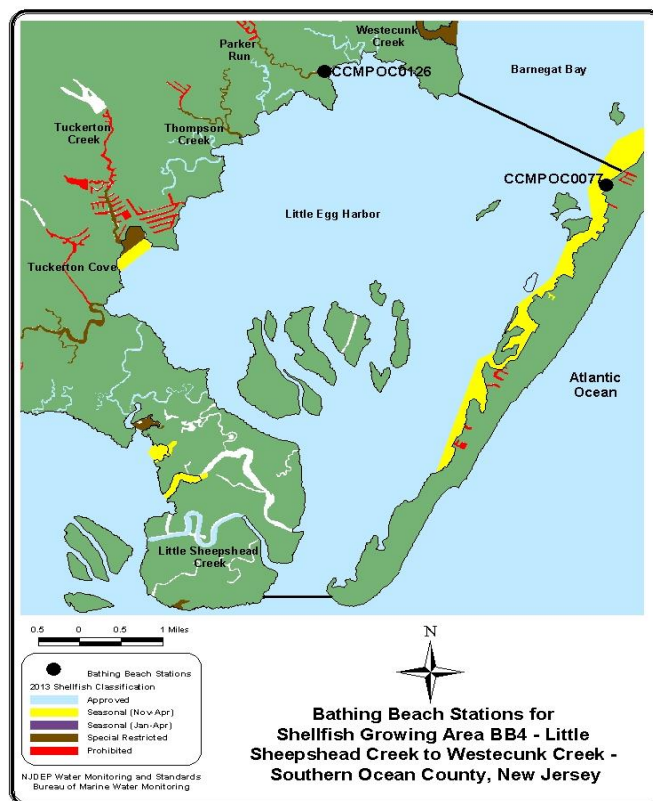 Westecunk
Creek
Parker
Run
CCMPOC0126
Barnegat Bay
Tuckerton
Creek
Thompson
Creek
CCMPOC0077
Little Egg Harbor
Tuckerton Cove
Atlantic
Ocean
Little Sheepshead
Creek
0.5 0 0.5 1 Miles
N
Bathing Beach Stations
2013 Shellfish Classification
Approved
Seasonal (Nov-Apr)
Seasonal (Jan-Apr)
Special Restricted
Prohibited
NJDEP Water Monitoring and Standards
Bureau of Marine Water Monitoring
Bathing Beach Stations for
Shellfish Growing Area BB4 - Little
Sheepshead Creek to Westecunk Creek -
Southern Ocean County, New Jersey